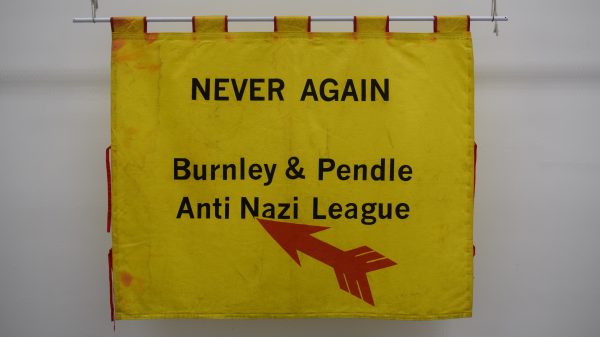 NEVER AGAIN
Burnley & Pendle
Anti Nazi League